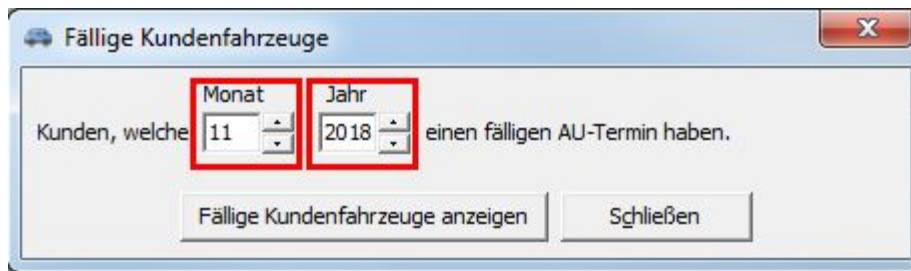 Fällige Kundenfahrzeuge
Monat Jahr
Kunden, welche 11 2018 einen fälligen AU-Termin haben.
Fällige Kundenfahrzeuge anzeigen Schließen